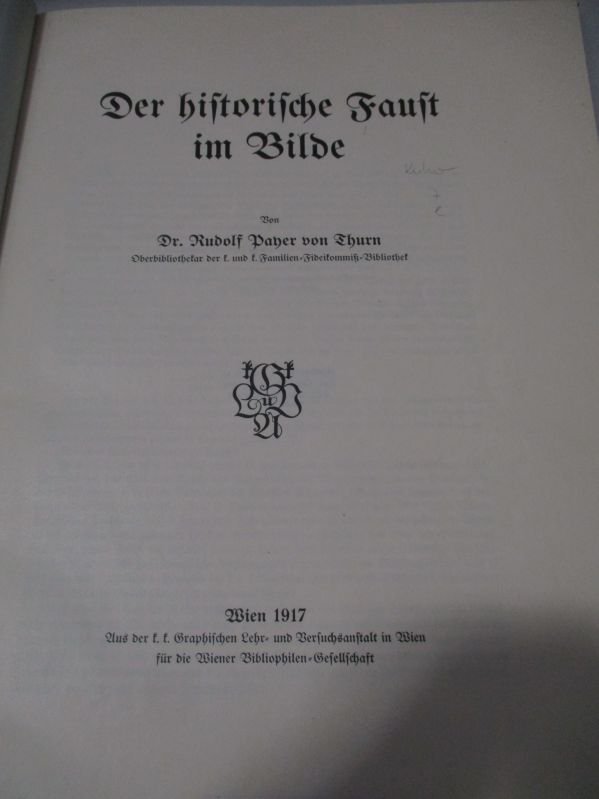 Der hiſtoriſche Fauſt
im Bilde
Von
Dr. Rudolf Payer von Thurn
Oberbibliothekar der k. und k. Familien-Fideikommiß-Bibliothek
k G k
L u V
A
Wien 1917
Aus der k. k. Graphiſchen Lehr- und Verſuchsanſtalt in Wien
für die Wiener Bibliophilen-Geſellſchaft